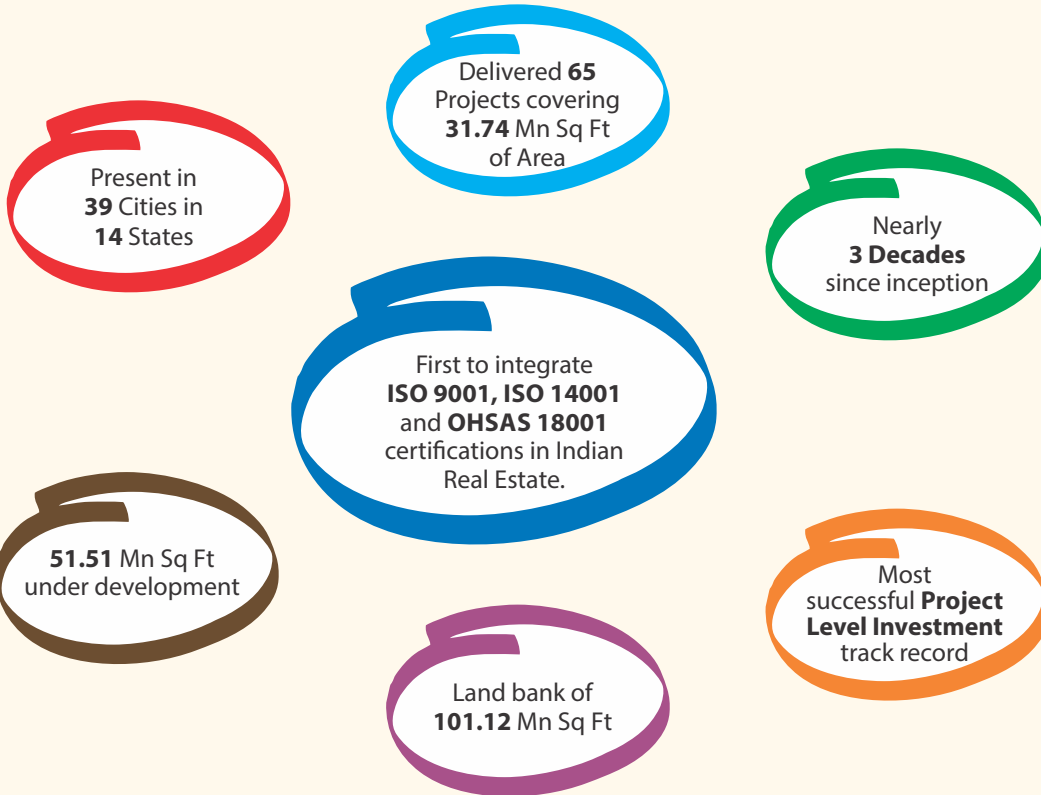 Delivered 65
Projects covering
31.74 Mn Sq Ft
of Area
Present in
39 Cities in
14 States
Nearly
3 Decades
since inception
First to integrate
ISO 9001, ISO 14001
and OHSAS 18001
certifications in Indian
Real Estate.
51.51 Mn Sq Ft
under development
Most
successful Project
Level Investment
track record
Land bank of
101.12 Mn Sq Ft